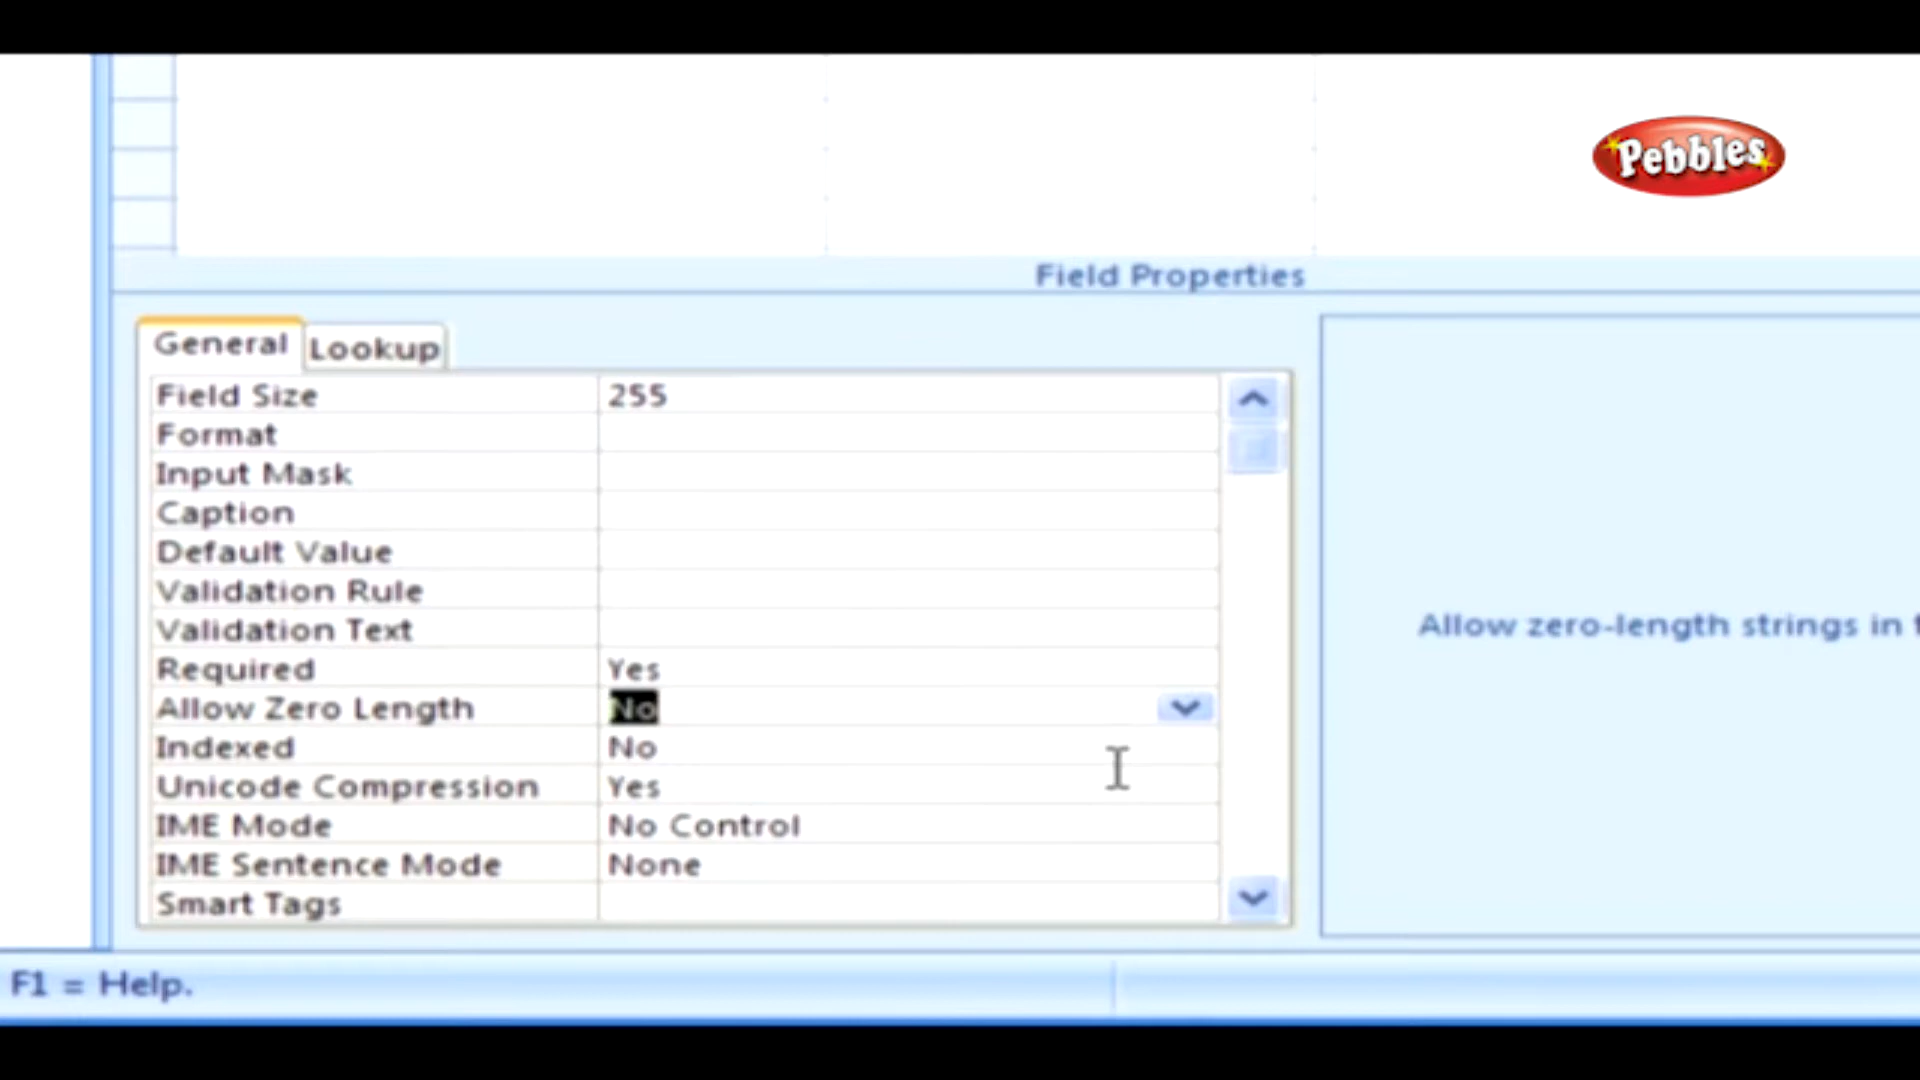 Pebbles
Field Properties
General Lookup
Field Size 255
Format
Input Mask
Caption
Default Value
Validation Rule
Validation Text
Allow zero-length strings in
Required Yes
Allow Zero Length No
Indexed No
Unicode Compression Yes
IME Mode No Control
IME Sentence Mode None
Smart Tags
F1 = Help.